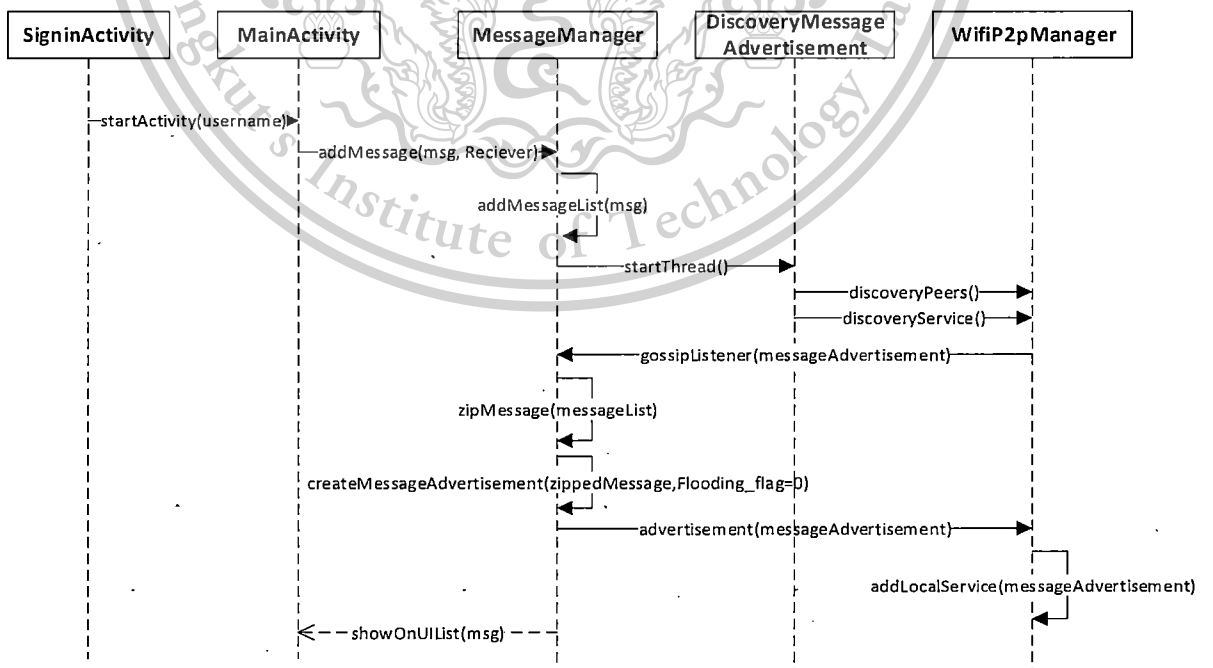 SigninActivity
MainActivity
MessageManager
DiscoveryMessage
Advertisement
WifiP2pManager
startActivity(username)
addMessage(msg, Reciever)
addMessageList(msg)
startThread()
discoveryPeers()
discoveryService()
gossipListener(messageAdvertisement)
zipMessage(messageList)
createMessageAdvertisement(zippedMessage,Flooding_flag=0)
advertisement(messageAdvertisement)
addLocalService(messageAdvertisement)
showOnUIList(msg)
Institute of Technology